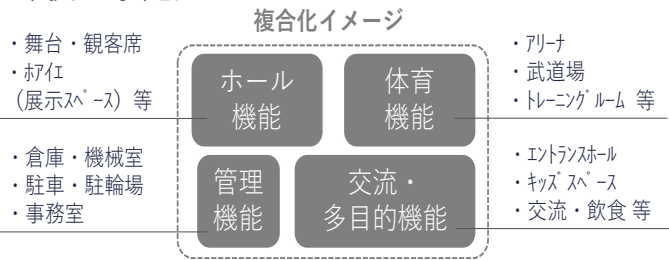 複合化イメージ
・舞台・観客席
・ﾎﾜｲｴ
(展示ｽﾍﾟｰｽ) 等
ホール
機能
体育
機能
・ｱﾘｰﾅ
・武道場
・ﾄﾚｰﾆﾝｸﾞﾙｰﾑ 等
・倉庫・機械室
・駐車・駐輪場
・事務室
管理
機能
交流・
多目的機能
・ｴﾝﾄﾗﾝｽﾎｰﾙ
・ｷｯｽﾞｽﾍﾟｰｽ
・交流・飲食 等